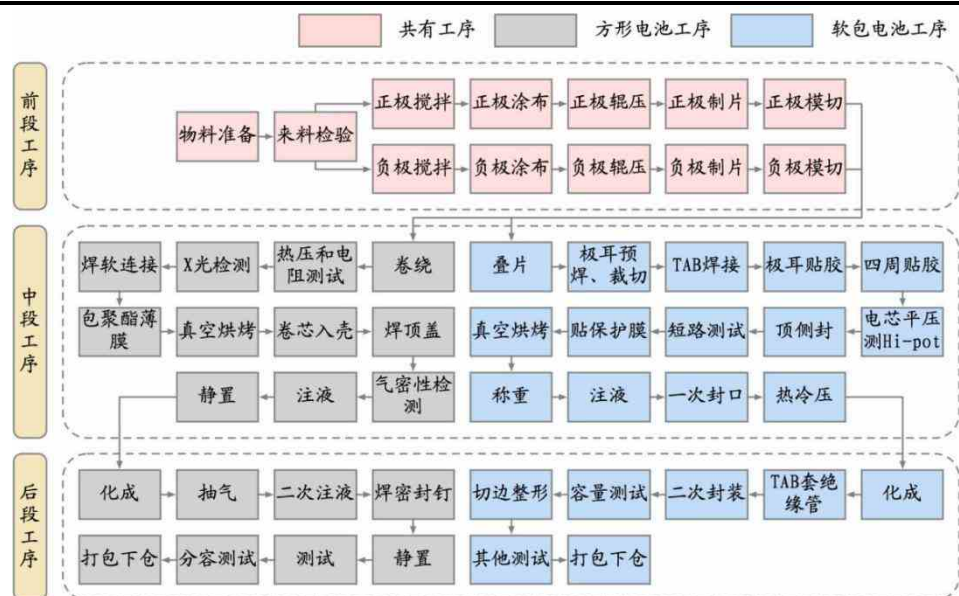 共有工序
方形电池工序
软包电池工序
前段工序
物料准备
来料检验
正极搅拌
正极涂布
正极辊压
正极制片
正极模切
负极搅拌
负极涂布
负极辊压
负极制片
负极模切
中段工序
焊软连接
X光检测
热压和电
阻测试
卷绕
叠片
极耳预
焊、裁切
TAB焊接
极耳贴胶
四周贴胶
包聚酯薄
膜
真空烘烤
卷芯入壳
焊顶盖
真空烘烤
贴保护膜
短路测试
顶侧封
电芯平压
测Hi-pot
静置
注液
气密性检
测
称重
注液
一次封口
热冷压
后段工序
化成
抽气
二次注液
焊密封钉
切边整形
容量测试
二次封装
TAB套绝
缘管
化成
打包下仓
分容测试
测试
静置
其他测试
打包下仓